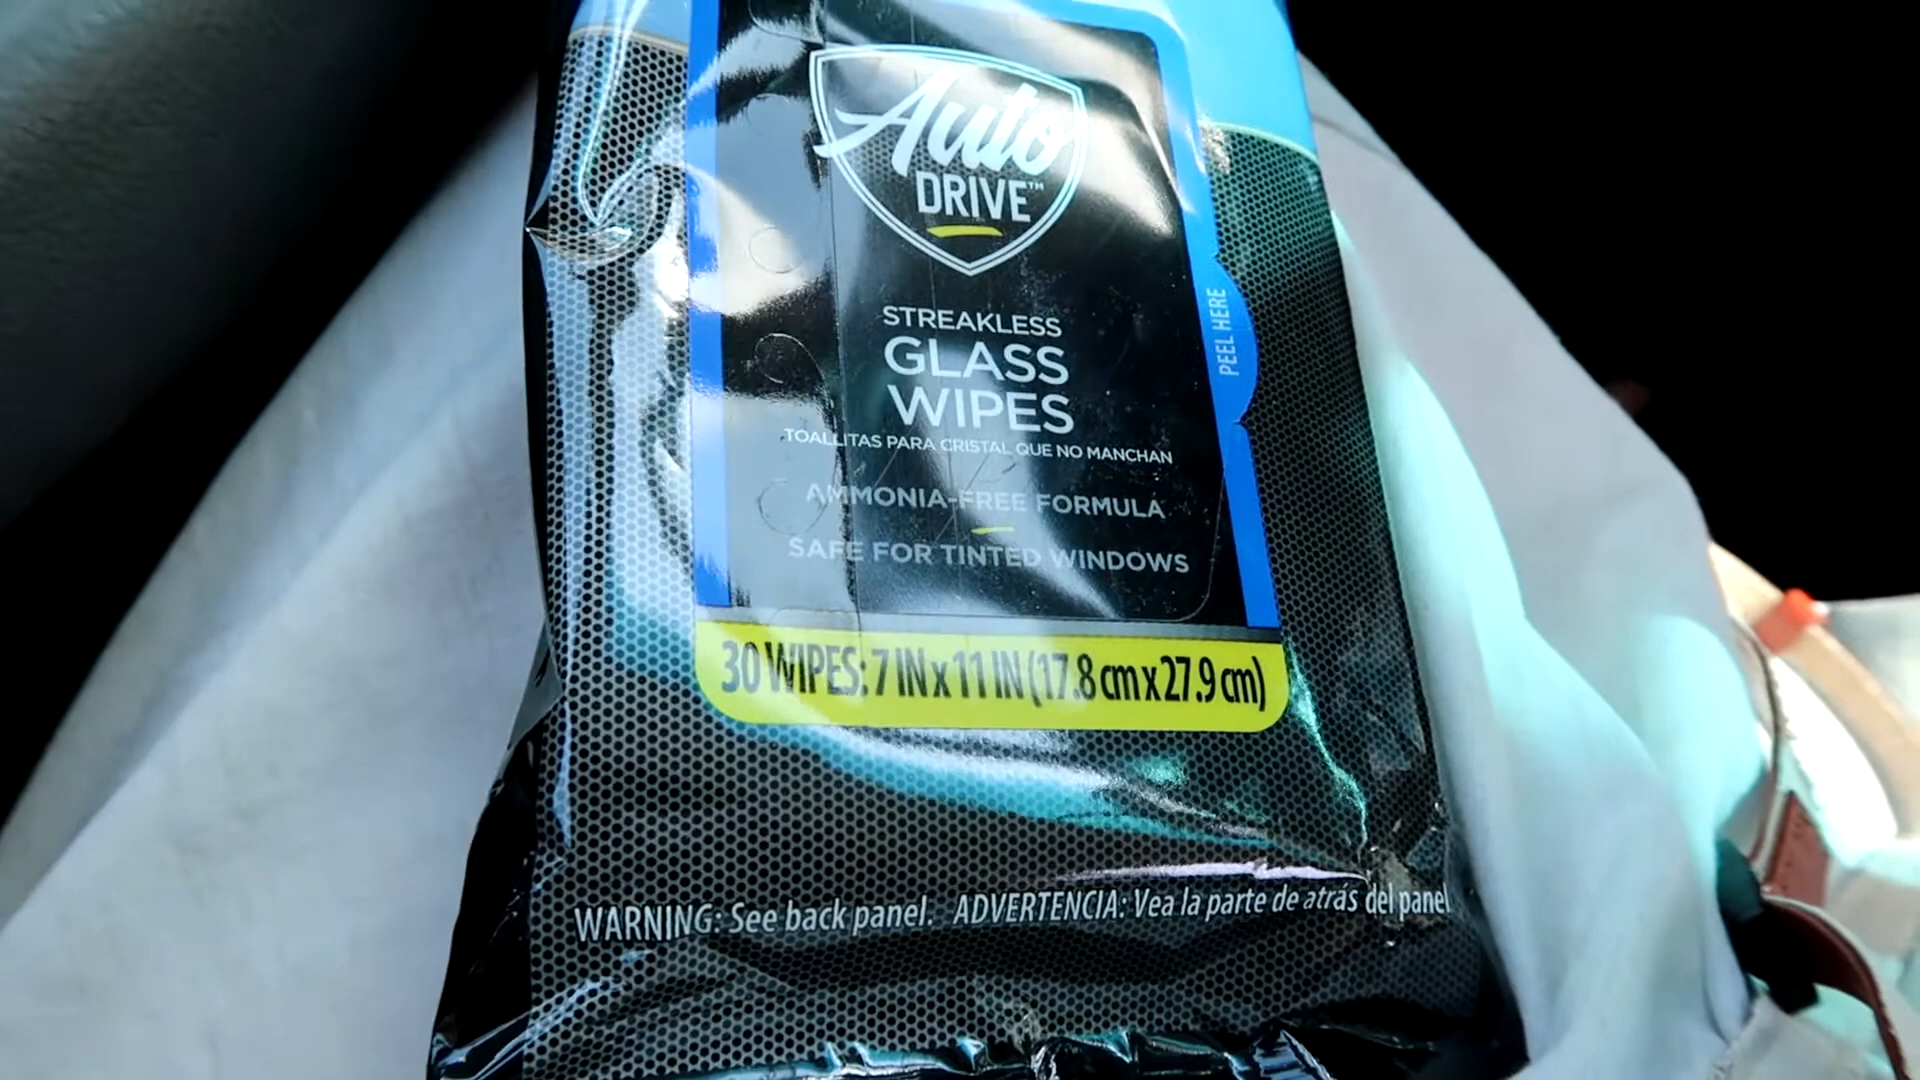 Auto
DRIVE™
STREAKLESS
GLASS
WIPES
TOALLITAS PARA CRISTAL QUE NO MANCHAN
AMMONIA-FREE FORMULA
SAFE FOR TINTED WINDOWS
PEEL HERE
30 WIPES: 7 IN x 11 IN (17.8 cm x 27.9 cm)
WARNING: See back panel. ADVERTENCIA: Vea la parte de atrás del panel